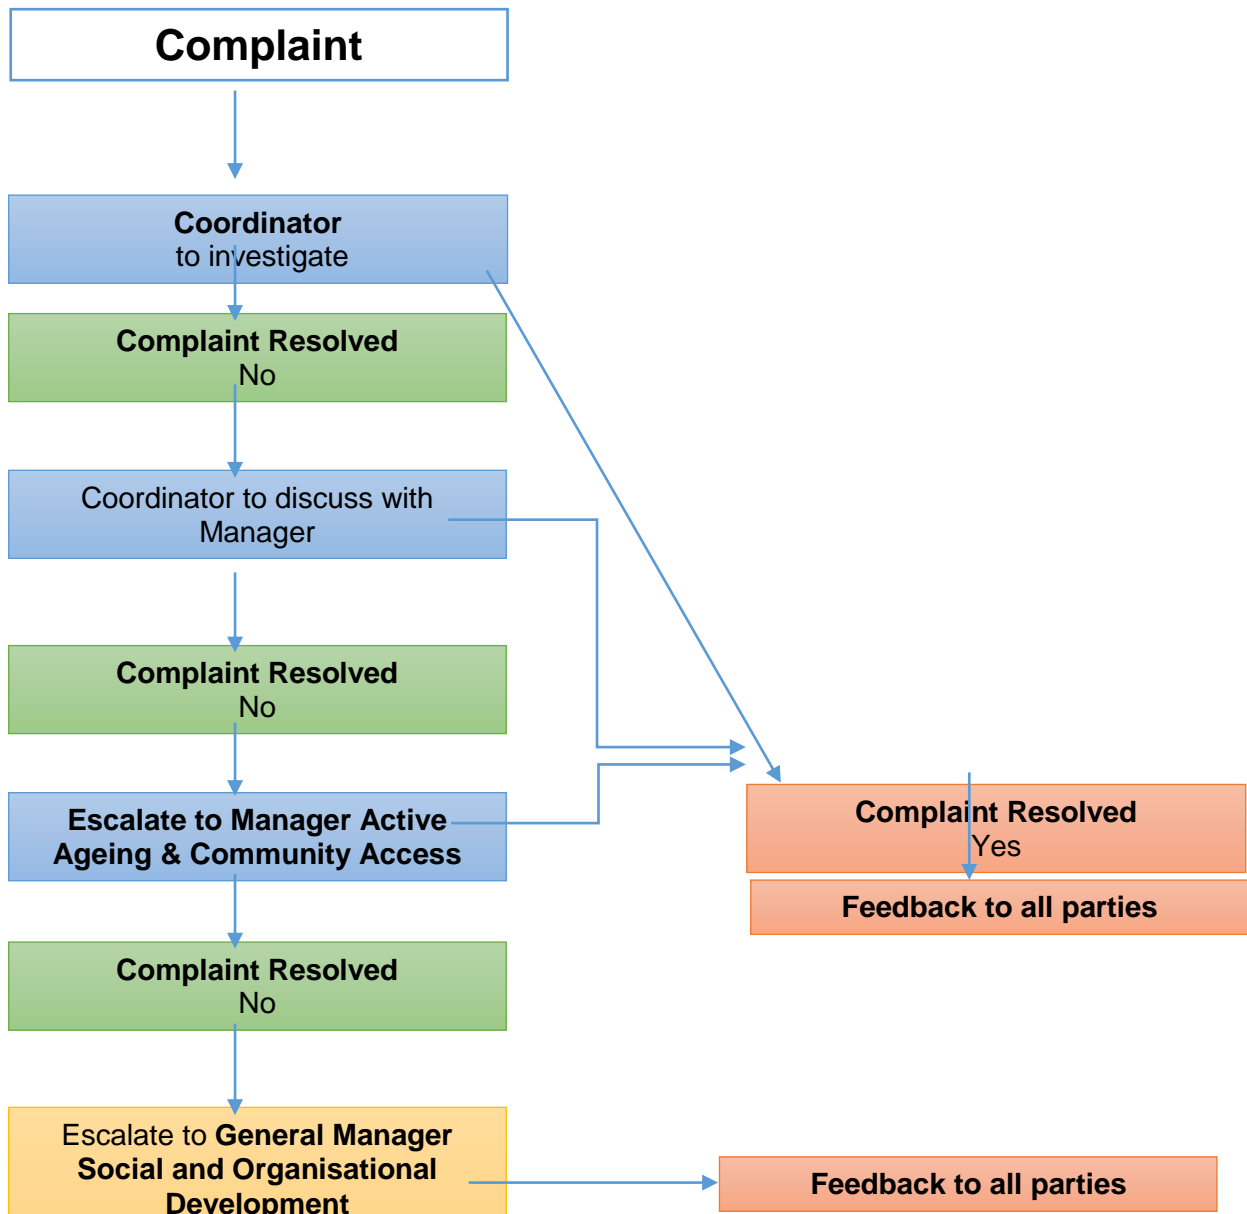 Complaint
Coordinator
to investigate
Complaint Resolved
No
Coordinator to discuss with
Manager
Complaint Resolved
No
Escalate to Manager Active
Ageing & Community Access
Complaint Resolved
Yes
Feedback to all parties
Complaint Resolved
No
Escalate to General Manager
Social and Organisational
Development
Feedback to all parties